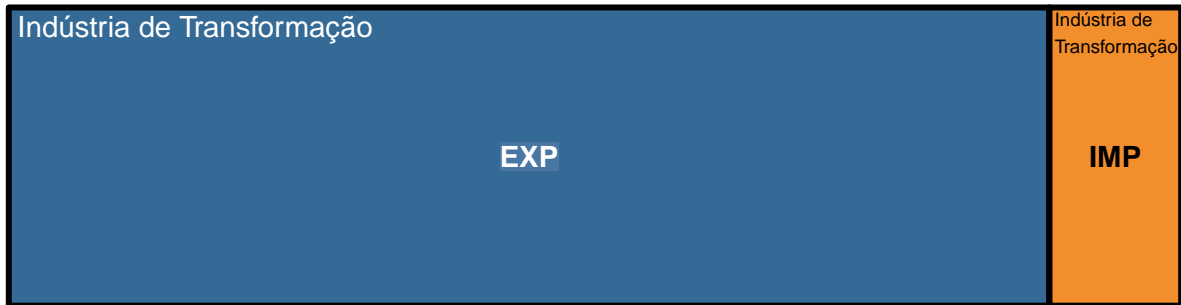 Indústria de Transformação
EXP
Indústria de
Transformação
IMP